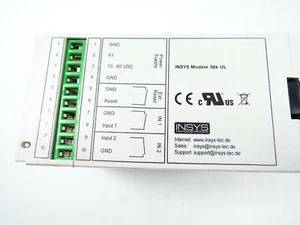 INSYS Modem 56k UL
1 GND
2 X1
3 10...60 VDC
4 GND
Power Supply
5 GND
6 Reset
Ext Reset
7 GND
8 Input 1
IN 1
9 Input 2
10 GND
IN 2
CE c UL US
INSYS
Internet: www.insys-tec.de
Sales: insys@insys-tec.de
Support: support@insys-tec.de